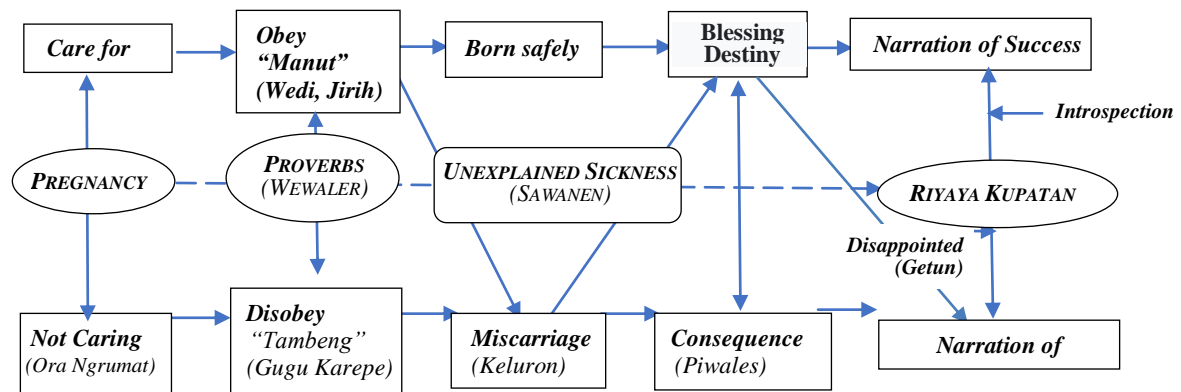 Care for
Obey
“Manut”
(Wedi, Jirih)
Born safely
Blessing
Destiny
Narration of Success
Introspection
PREGNANCY
PROVERBS
(WEWALER)
UNEXPLAINED SICKNESS
(SAWANEN)
RIYAYA KUPATAN
Disappointed
(Getun)
Not Caring
(Ora Ngrumat)
Disobey
“Tambeng”
(Gugu Karepe)
Miscarriage
(Keluron)
Consequence
(Piwales)
Narration of